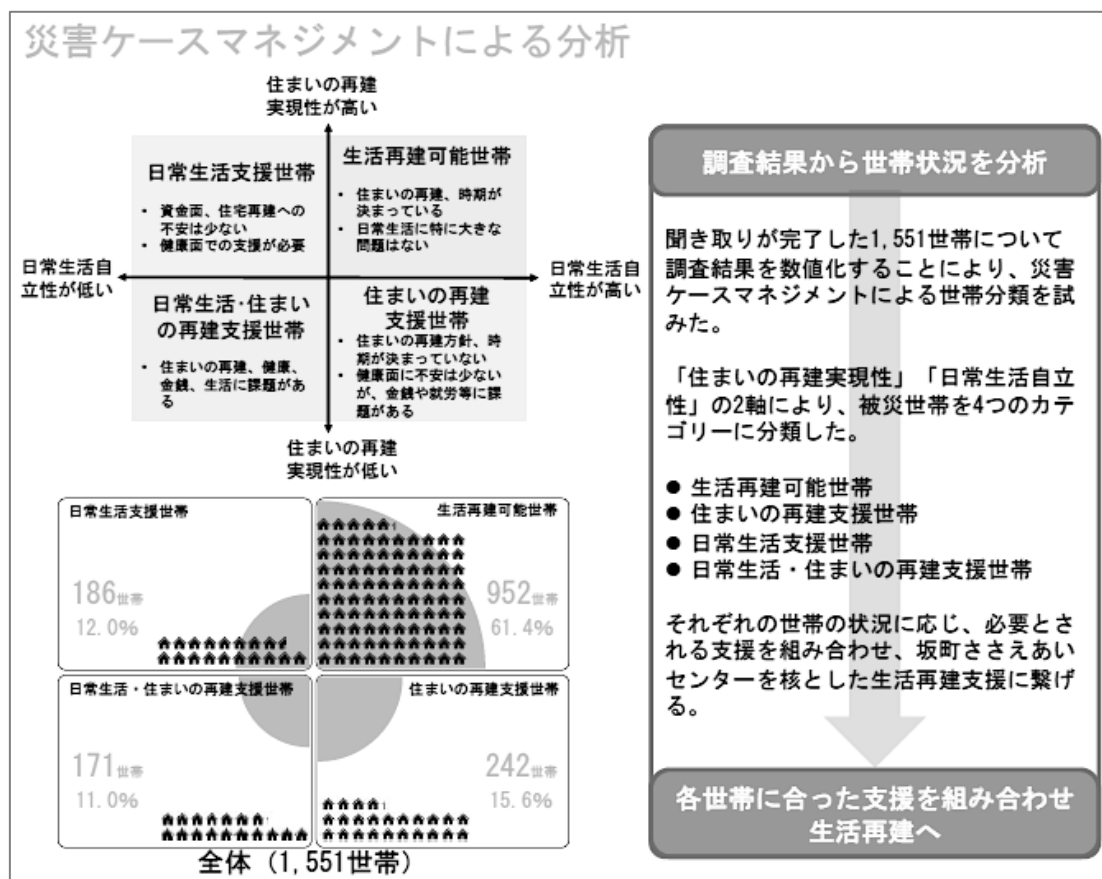 災害ケースマネジメントによる分析
住まいの再建
実現性が高い
日常生活支援世帯
・ 資金面、住宅再建への
不安は少ない
・ 健康面での支援が必要
生活再建可能世帯
・ 住まいの再建、時期が
決まっている
・ 日常生活に特に大きな
問題はない
日常生活自
立性が低い
日常生活自
立性が高い
日常生活・住まい
の再建支援世帯
・ 住まいの再建、健康、
金銭、生活に課題があ
る
住まいの再建
支援世帯
・ 住まいの再建方針、時
期が決まっていない
・ 健康面に不安は少ない
が、金銭や就労等に課
題がある
住まいの再建
実現性が低い
日常生活支援世帯
186世帯
12.0%
生活再建可能世帯
952世帯
61.4%
日常生活・住まいの再建支援世帯
171世帯
11.0%
住まいの再建支援世帯
242世帯
15.6%
全体（1,551世帯）
調査結果から世帯状況を分析
聞き取りが完了した1,551世帯について
調査結果を数値化することにより、災害
ケースマネジメントによる世帯分類を試
みた。
「住まいの再建実現性」「日常生活自立
性」の2軸により、被災世帯を4つのカテ
ゴリーに分類した。
● 生活再建可能世帯
● 住まいの再建支援世帯
● 日常生活支援世帯
● 日常生活・住まいの再建支援世帯
それぞれの世帯の状況に応じ、必要とさ
れる支援を組み合わせ、坂町ささえあい
センターを核とした生活再建支援に繋げ
る。
各世帯に合った支援を組み合わせ
生活再建へ